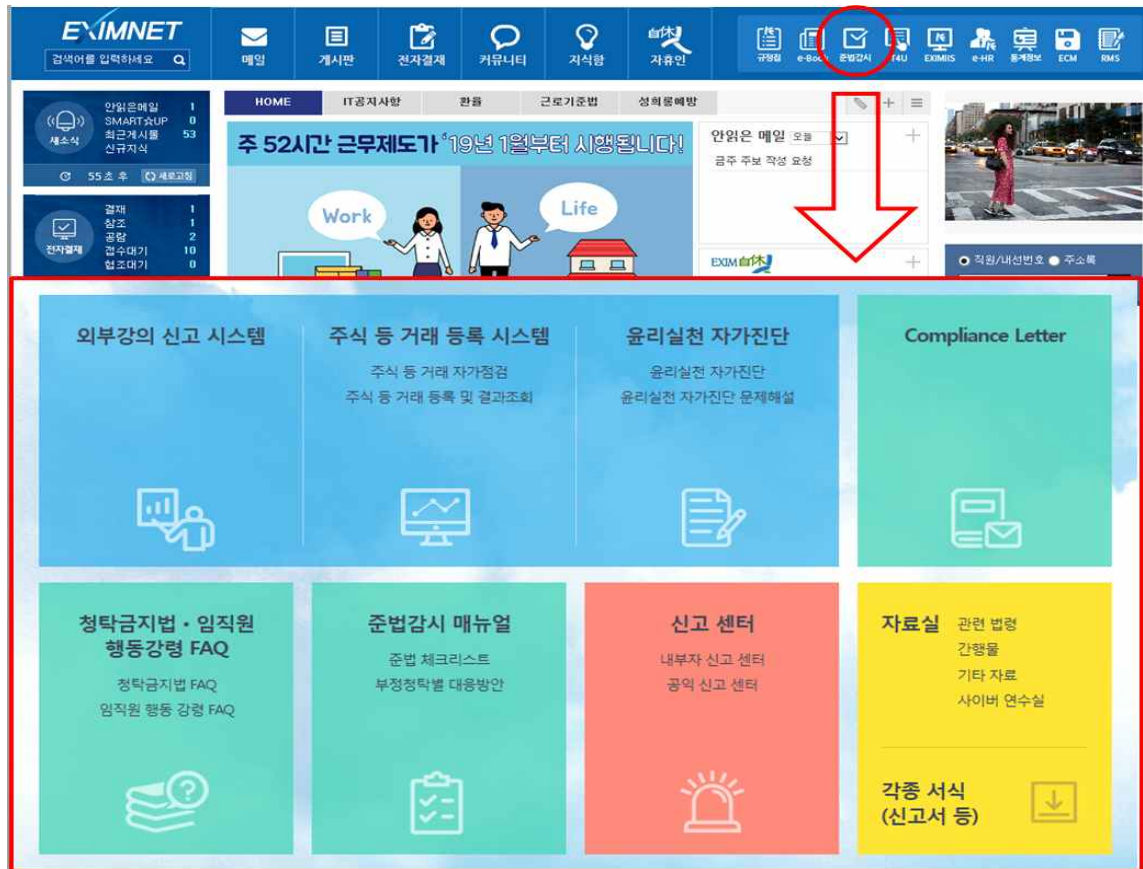 EXIMNET
검색어를 입력하세요
메일
게시판
전자결재
커뮤니티
지식함
自休人
자휴인
규정집
e-Book
준법감시
T4U
EXIMIIS
e-HR
통계정보
ECM
RMS
새소식
안읽은메일 1
SMART☆UP 0
최근게시물 53
신규지식
55초 후 새로고침
전자결재
결재 1
참조 1
공람 2
접수대기 10
협조대기 0
HOME IT공지사항 환율 근로기준법 성희롱예방
주 52시간 근무제도가 '19년 1월부터 시행됩니다!
Work
Life
안읽은 메일 오늘
금주 주보 작성 요청
EXIM 自休人
직원/내선번호 주소록
외부강의 신고 시스템
주식 등 거래 등록 시스템
주식 등 거래 자가점검
주식 등 거래 등록 및 결과조회
윤리실천 자가진단
윤리실천 자가진단
윤리실천 자가진단 문제해설
Compliance Letter
청탁금지법・임직원
행동강령 FAQ
청탁금지법 FAQ
임직원 행동 강령 FAQ
준법감시 매뉴얼
준법 체크리스트
부정청탁별 대응방안
신고 센터
내부자 신고 센터
공익 신고 센터
자료실 관련 법령
간행물
기타 자료
사이버 연수실
각종 서식
(신고서 등)